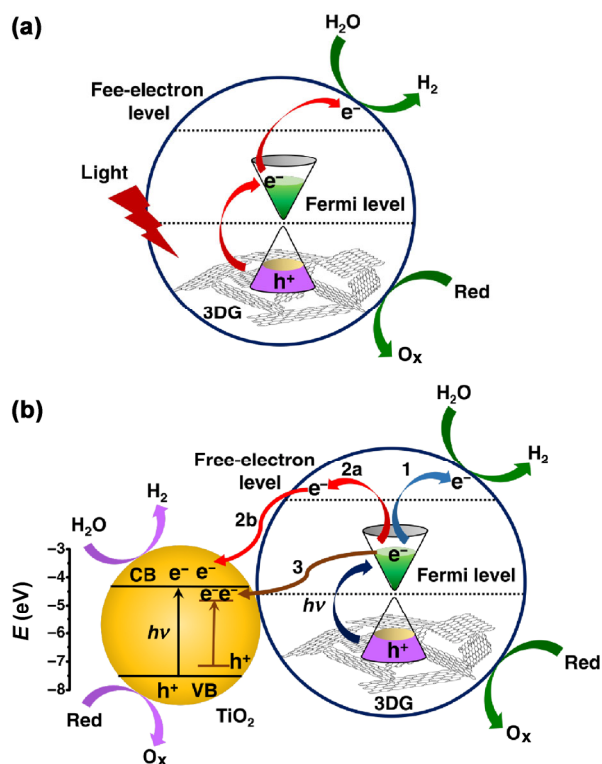 (a)
H₂O
H₂
Fee-electron
level
e⁻
Light
e⁻
Fermi level
h⁺
3DG
Red
Oₓ
(b)
H₂O
H₂
Free-electron
level
2a
1
e⁻
e⁻
H₂
H₂O
2b
3
e⁻
Fermi level
hν
h⁺
3DG
Red
Oₓ
E (eV)
−3
−4
−5
−6
−7
−8
CB
e⁻ e⁻
e⁻e⁻
hν
h⁺
h⁺ VB
TiO₂
Red
Oₓ